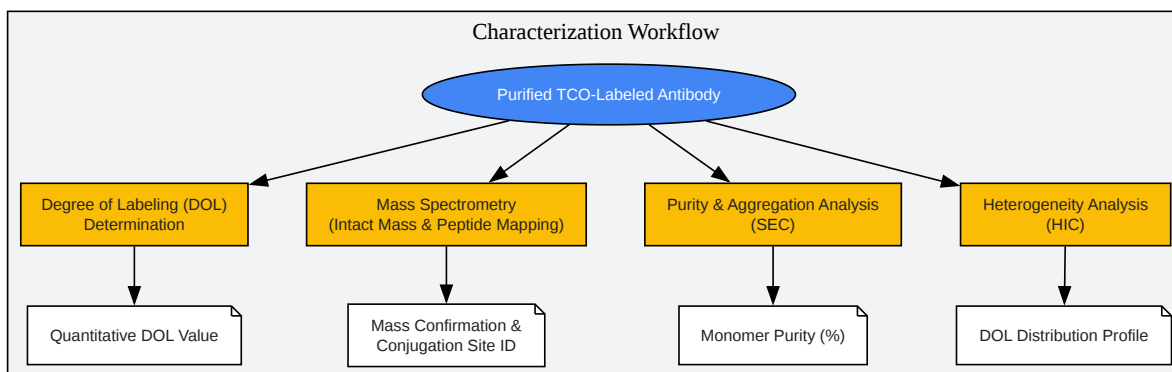 Characterization Workflow
Purified TCO-Labeled Antibody
Degree of Labeling (DOL)
Determination
Mass Spectrometry
(Intact Mass & Peptide Mapping)
Purity & Aggregation Analysis
(SEC)
Heterogeneity Analysis
(HIC)
Quantitative DOL Value
Mass Confirmation &
Conjugation Site ID
Monomer Purity (%)
DOL Distribution Profile